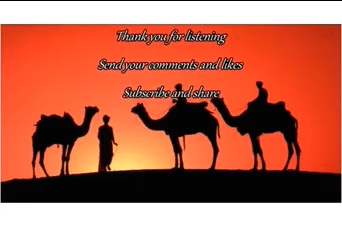 Thank you for listening
Send your comments and likes
Subscribe and share